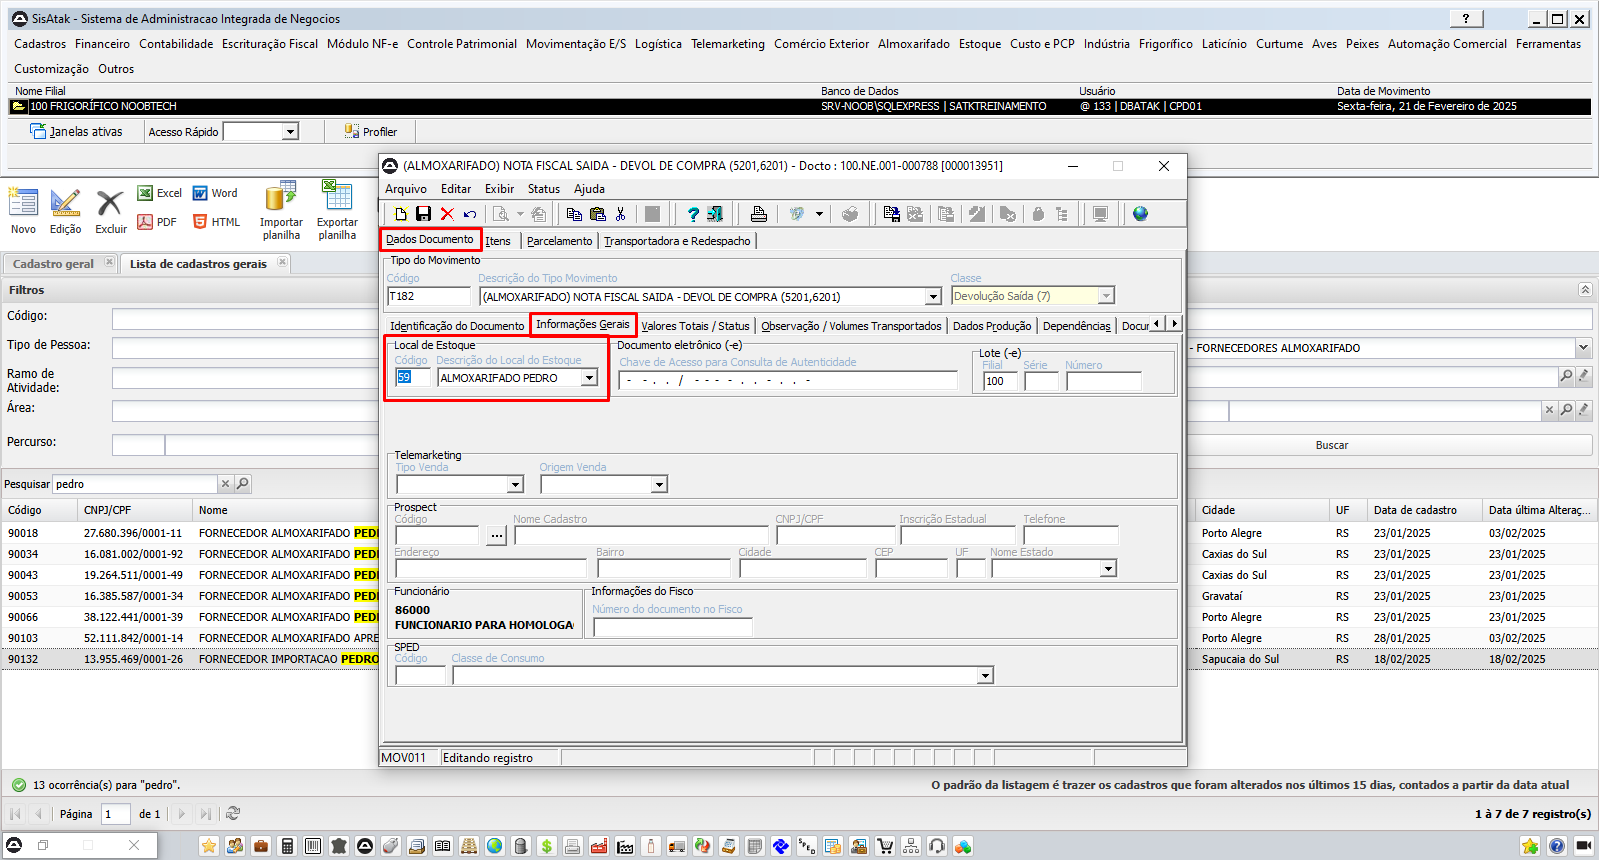 SisAtak - Sistema de Administracao Integrada de Negocios
Cadastros Financeiro Contabilidade Escrituração Fiscal Módulo NF-e Controle Patrimonial Movimentação E/S Logística Telemarketing Comércio Exterior Almoxarifado Estoque Custo e PCP Indústria Frigorífico Laticínio Curtume Aves Peixes Automação Comercial Ferramentas
Customização Outros
Nome Filial Banco de Dados Usuário Data de Movimento
100 FRIGORÍFICO NOOBTECH SRV-NOOB\SQLEXPRESS | SATKTREINAMENTO @ 133 | DBATAK | CPD01 Sexta-feira, 21 de Fevereiro de 2025
Janelas ativas Acesso Rápido Profiler
(ALMOXARIFADO) NOTA FISCAL SAIDA - DEVOL DE COMPRA (5201,6201) - Docto : 100.NE.001-000788 [000013951]
Arquivo Editar Exibir Status Ajuda
Excel Word
PDF HTML
Novo Edição Excluir Importar planilha Exportar planilha
Dados Documento Itens Parcelamento Transportadora e Redespacho
Cadastro geral Lista de cadastros gerais
Tipo do Movimento
Código Descrição do Tipo Movimento Classe
T182 (ALMOXARIFADO) NOTA FISCAL SAIDA - DEVOL DE COMPRA (5201,6201) Devolução Saída (7)
Identificação do Documento Informações Gerais Valores Totais / Status Observação / Volumes Transportados Dados Produção Dependências Docur
Local de Estoque
Código Descrição do Local do Estoque
59 ALMOXARIFADO PEDRO
Documento eletrônico (-e)
Chave de Acesso para Consulta de Autenticidade
- - . . / - - - - . . - . . -
Lote (-e)
Filial Série Número
100
Telemarketing
Tipo Venda Origem Venda
Prospect
Código Nome Cadastro CNPJ/CPF Inscrição Estadual Telefone
...
Endereço Bairro Cidade CEP UF Nome Estado
Funcionário
86000
FUNCIONARIO PARA HOMOLOGA
Informações do Fisco
Número do documento no Fisco
SPED
Código Classe de Consumo
MOV011 Editando registro
Filtros
Código:
Tipo de Pessoa: - FORNECEDORES ALMOXARIFADO
Ramo de Atividade:
Área:
Percurso: Buscar
Pesquisar pedro
Código CNPJ/CPF Nome Cidade UF Data de cadastro Data última Alteraç...
90018 27.680.396/0001-11 FORNECEDOR ALMOXARIFADO PEDI Porto Alegre RS 23/01/2025 03/02/2025
90034 16.081.002/0001-92 FORNECEDOR ALMOXARIFADO PEDI Caxias do Sul RS 23/01/2025 23/01/2025
90043 19.264.511/0001-49 FORNECEDOR ALMOXARIFADO PEDI Caxias do Sul RS 23/01/2025 23/01/2025
90053 16.385.587/0001-34 FORNECEDOR ALMOXARIFADO PEDI Gravataí RS 23/01/2025 23/01/2025
90066 38.122.441/0001-39 FORNECEDOR ALMOXARIFADO PEDI Porto Alegre RS 23/01/2025 23/01/2025
90103 52.111.842/0001-14 FORNECEDOR ALMOXARIFADO APRE Porto Alegre RS 28/01/2025 03/02/2025
90132 13.955.469/0001-26 FORNECEDOR IMPORTACAO PEDRO Sapucaia do Sul RS 18/02/2025 18/02/2025
13 ocorrência(s) para "pedro". O padrão da listagem é trazer os cadastros que foram alterados nos últimos 15 dias, contados a partir da data atual
Página 1 de 1 1 à 7 de 7 registro(s)